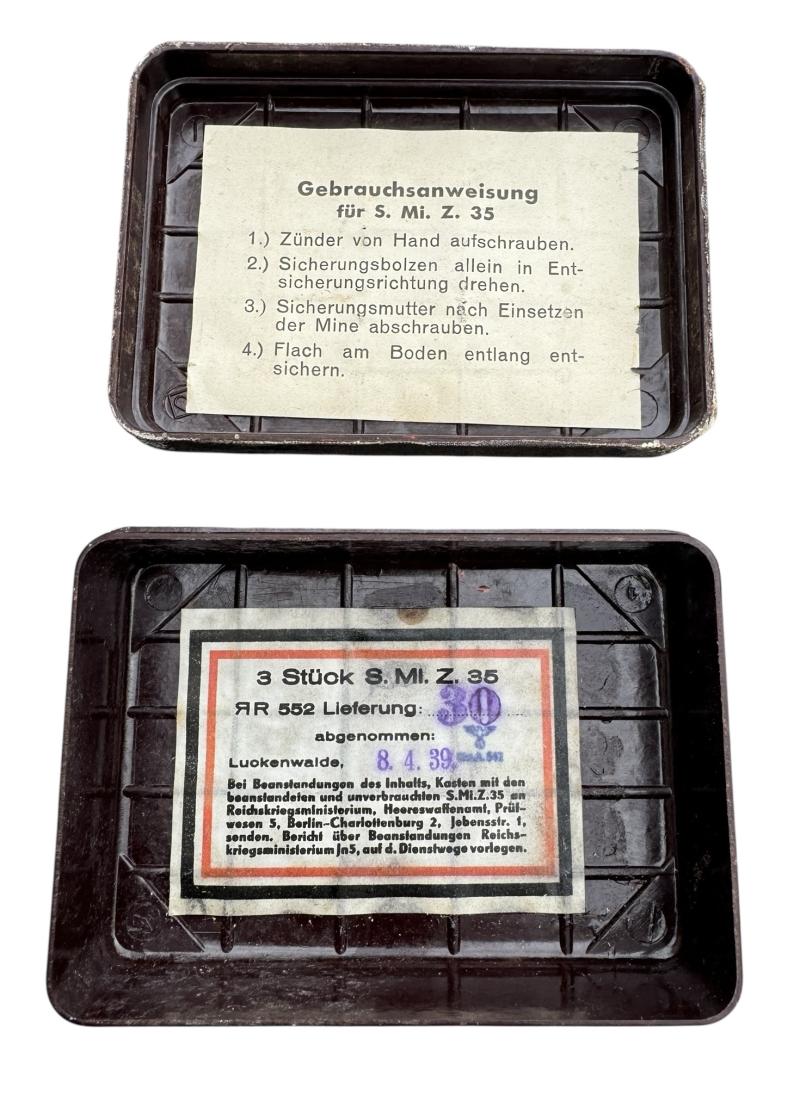 Gebrauchsanweisung
für S. Mi. Z. 35
1.) Zünder von Hand aufschrauben.
2.) Sicherungsbolzen allein in Ent-
sicherungsrichtung drehen.
3.) Sicherungsmutter nach Einsetzen
der Mine abschrauben.
4.) Flach am Boden entlang ent-
sichern.
3 Stück S. MI. Z. 35
ЯR 552 Lieferung: 30
abgenommen:
Luckenwalde, 8. 4. 39.
Bei Beanstandungen des Inhalts, Kasten mit den
beanstandeten und unverbrauchten S.Mi.Z.35 an
Reichskriegsministerium, Heereswaffenamt, Prüf-
wesen 5, Berlin-Charlottenburg 2, Jebensstr. 1,
senden. Bericht über Beanstandungen Reichs-
kriegsministerium Jn5, auf d. Dienstwege vorlegen.